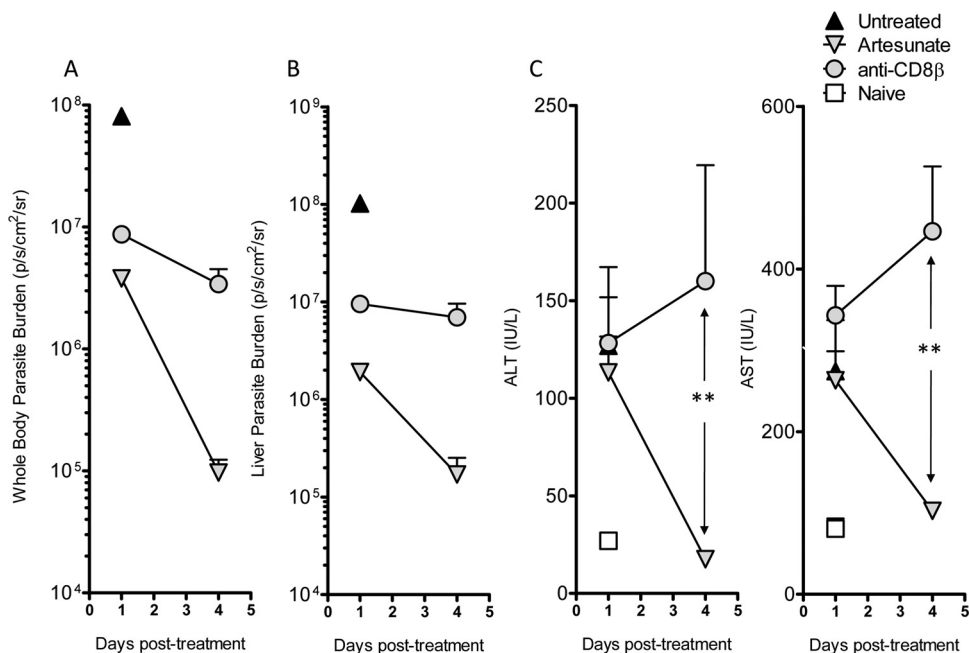 Untreated
Artesunate
anti-CD8β
Naive
A
B
C
Whole Body Parasite Burden (p/s/cm²/sr)
10⁸
10⁷
10⁶
10⁵
10⁴
0 1 2 3 4 5
Days post-treatment
Liver Parasite Burden (p/s/cm²/sr)
10⁹
10⁸
10⁷
10⁶
10⁵
10⁴
0 1 2 3 4 5
Days post-treatment
ALT (IU/L)
250
200
150
100
50
0
**
0 1 2 3 4 5
Days post-treatment
AST (IU/L)
600
400
200
0
**
0 1 2 3 4 5
Days post-treatment